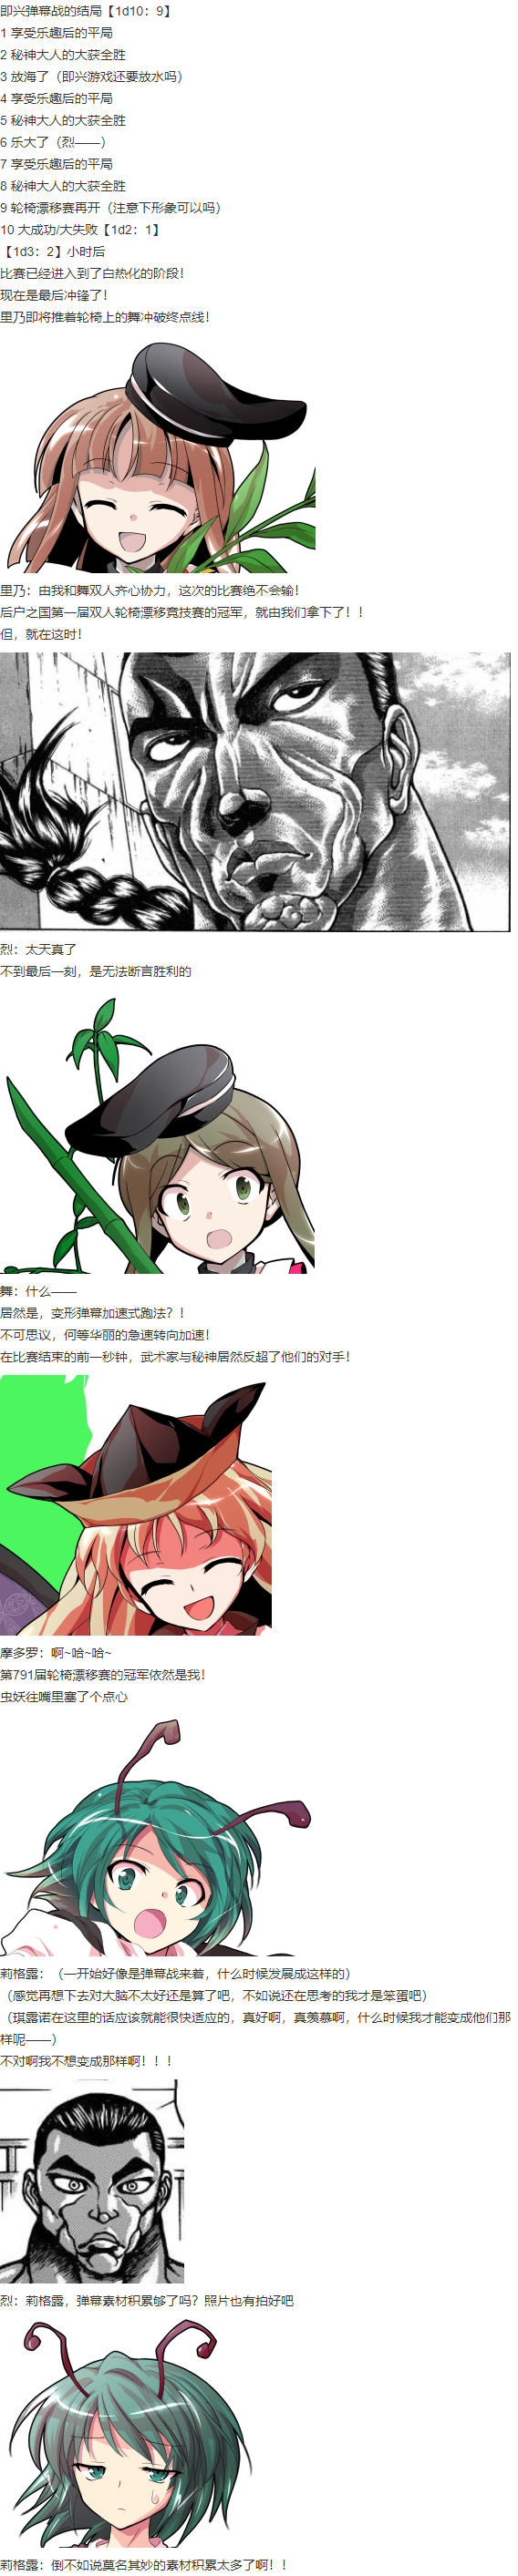 即兴弹幕战的结局【1d10：9】
1 享受乐趣后的平局
2 秘神大人的大获全胜
3 放海了（即兴游戏还要放水吗）
4 享受乐趣后的平局
5 秘神大人的大获全胜
6 乐大了（烈——）
7 享受乐趣后的平局
8 秘神大人的大获全胜
9 轮椅漂移赛再开（注意下形象可以吗）
10 大成功/大失败【1d2：1】
【1d3：2】小时后
比赛已经进入到了白热化的阶段！
现在是最后冲锋了！
里乃即将推着轮椅上的舞冲破终点线！
里乃：由我和舞双人齐心协力，这次的比赛绝不会输！
后户之国第一届双人轮椅漂移竟技赛的冠军，就由我们拿下了！！
但，就在这时！
烈：太天真了
不到最后一刻，是无法断言胜利的
舞：什么——
居然是，变形弹幕加速式跑法？！
不可思议，何等华丽的急速转向加速！
在比赛结束的前一秒钟，武术家与秘神居然反超了他们的对手！
摩多罗：啊~哈~哈~
第791届轮椅漂移赛的冠军依然是我！
虫妖往嘴里塞了个点心
莉格露：（一开始好像是弹幕战来着，什么时候发展成这样的）
（感觉再想下去对大脑不太好还是算了吧，不如说还在思考的我才是笨蛋吧）
（琪露诺在这里的话应该就能很快适应的，真好啊，真羡慕啊，什么时候我才能变成他们那
样呢——）
不对啊我不想变成那样啊！！！
烈：莉格露，弹幕素材积累够了吗？照片也有拍好吧
莉格露：倒不如说莫名其妙的素材积累太多了啊！！